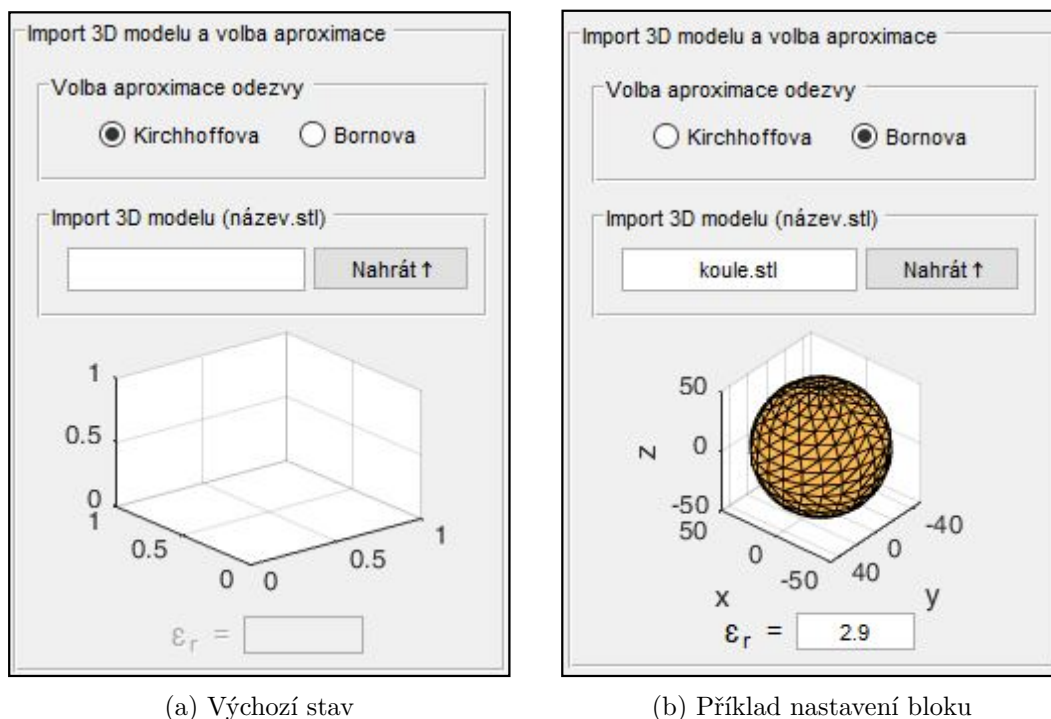 Import 3D modelu a volba aproximace
Volba aproximace odezvy
Kirchhoffova Bornova
Import 3D modelu (název.stl)
Nahrát ↑
1
0.5
0
1
0.5
0
0
0.5
1
εr =
(a) Výchozí stav
Import 3D modelu a volba aproximace
Volba aproximace odezvy
Kirchhoffova Bornova
Import 3D modelu (název.stl)
koule.stl Nahrát ↑
50
0
-50
z
50
0
-50
x
40
0
-40
y
εr = 2.9
(b) Příklad nastavení bloku